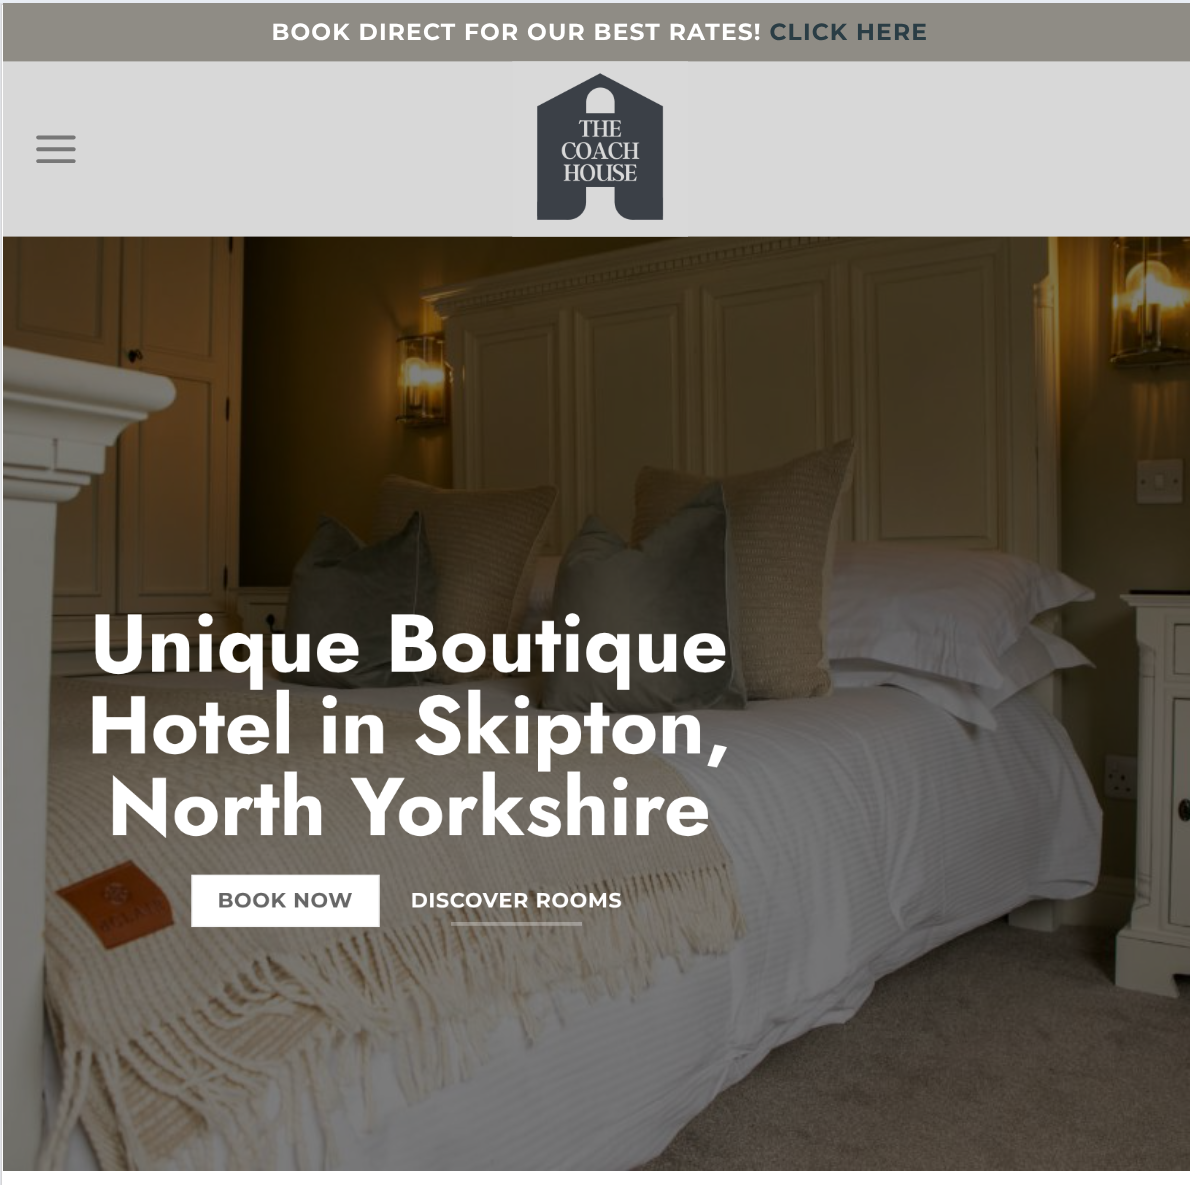 BOOK DIRECT FOR OUR BEST RATES! CLICK HERE
THE
COACH
HOUSE
Unique Boutique
Hotel in Skipton,
North Yorkshire
BOOK NOW DISCOVER ROOMS